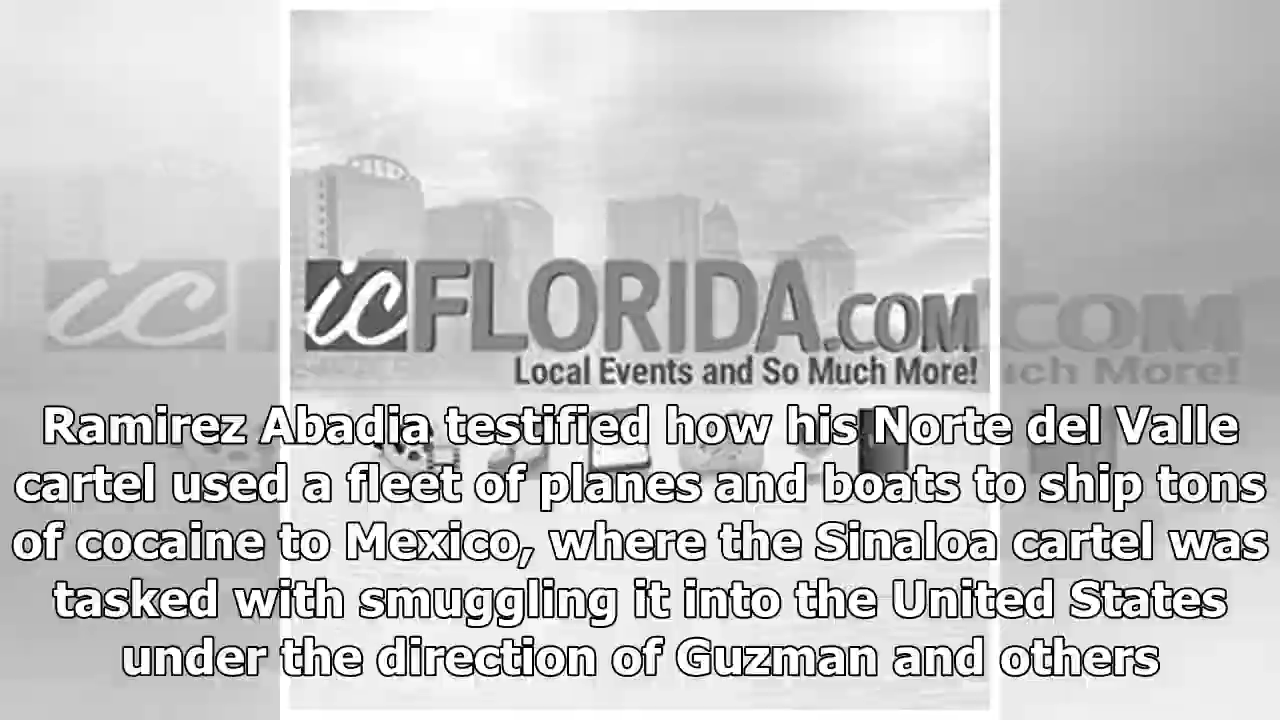 ic FLORIDA.COM
Local Events and So Much More!
Ramirez Abadia testified how his Norte del Valle
cartel used a fleet of planes and boats to ship tons
of cocaine to Mexico, where the Sinaloa cartel was
tasked with smuggling it into the United States
under the direction of Guzman and others